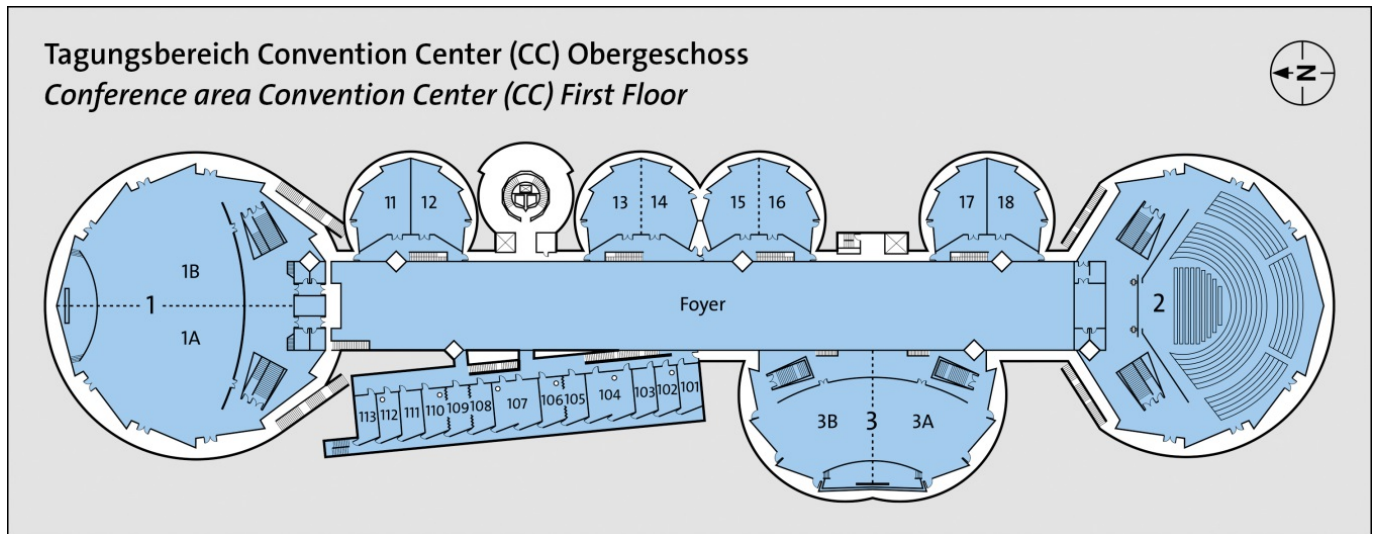 Tagungsbereich Convention Center (CC) Obergeschoss
Conference area Convention Center (CC) First Floor
N
11 12 13 14 15 16 17 18
1B
1
1A
Foyer
2
113 112 111 110 109 108 107 106 105 104 103 102 101
3B 3 3A